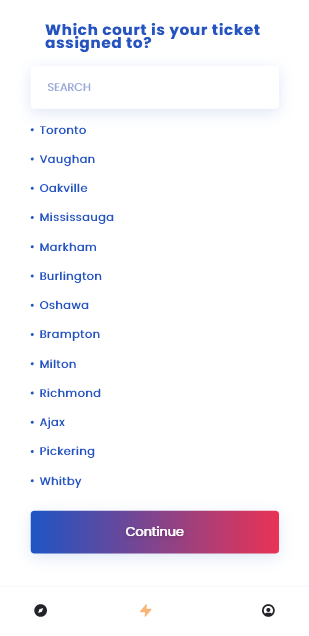 Which court is your ticket
assigned to?
SEARCH
• Toronto
• Vaughan
• Oakville
• Mississauga
• Markham
• Burlington
• Oshawa
• Brampton
• Milton
• Richmond
• Ajax
• Pickering
• Whitby
Continue